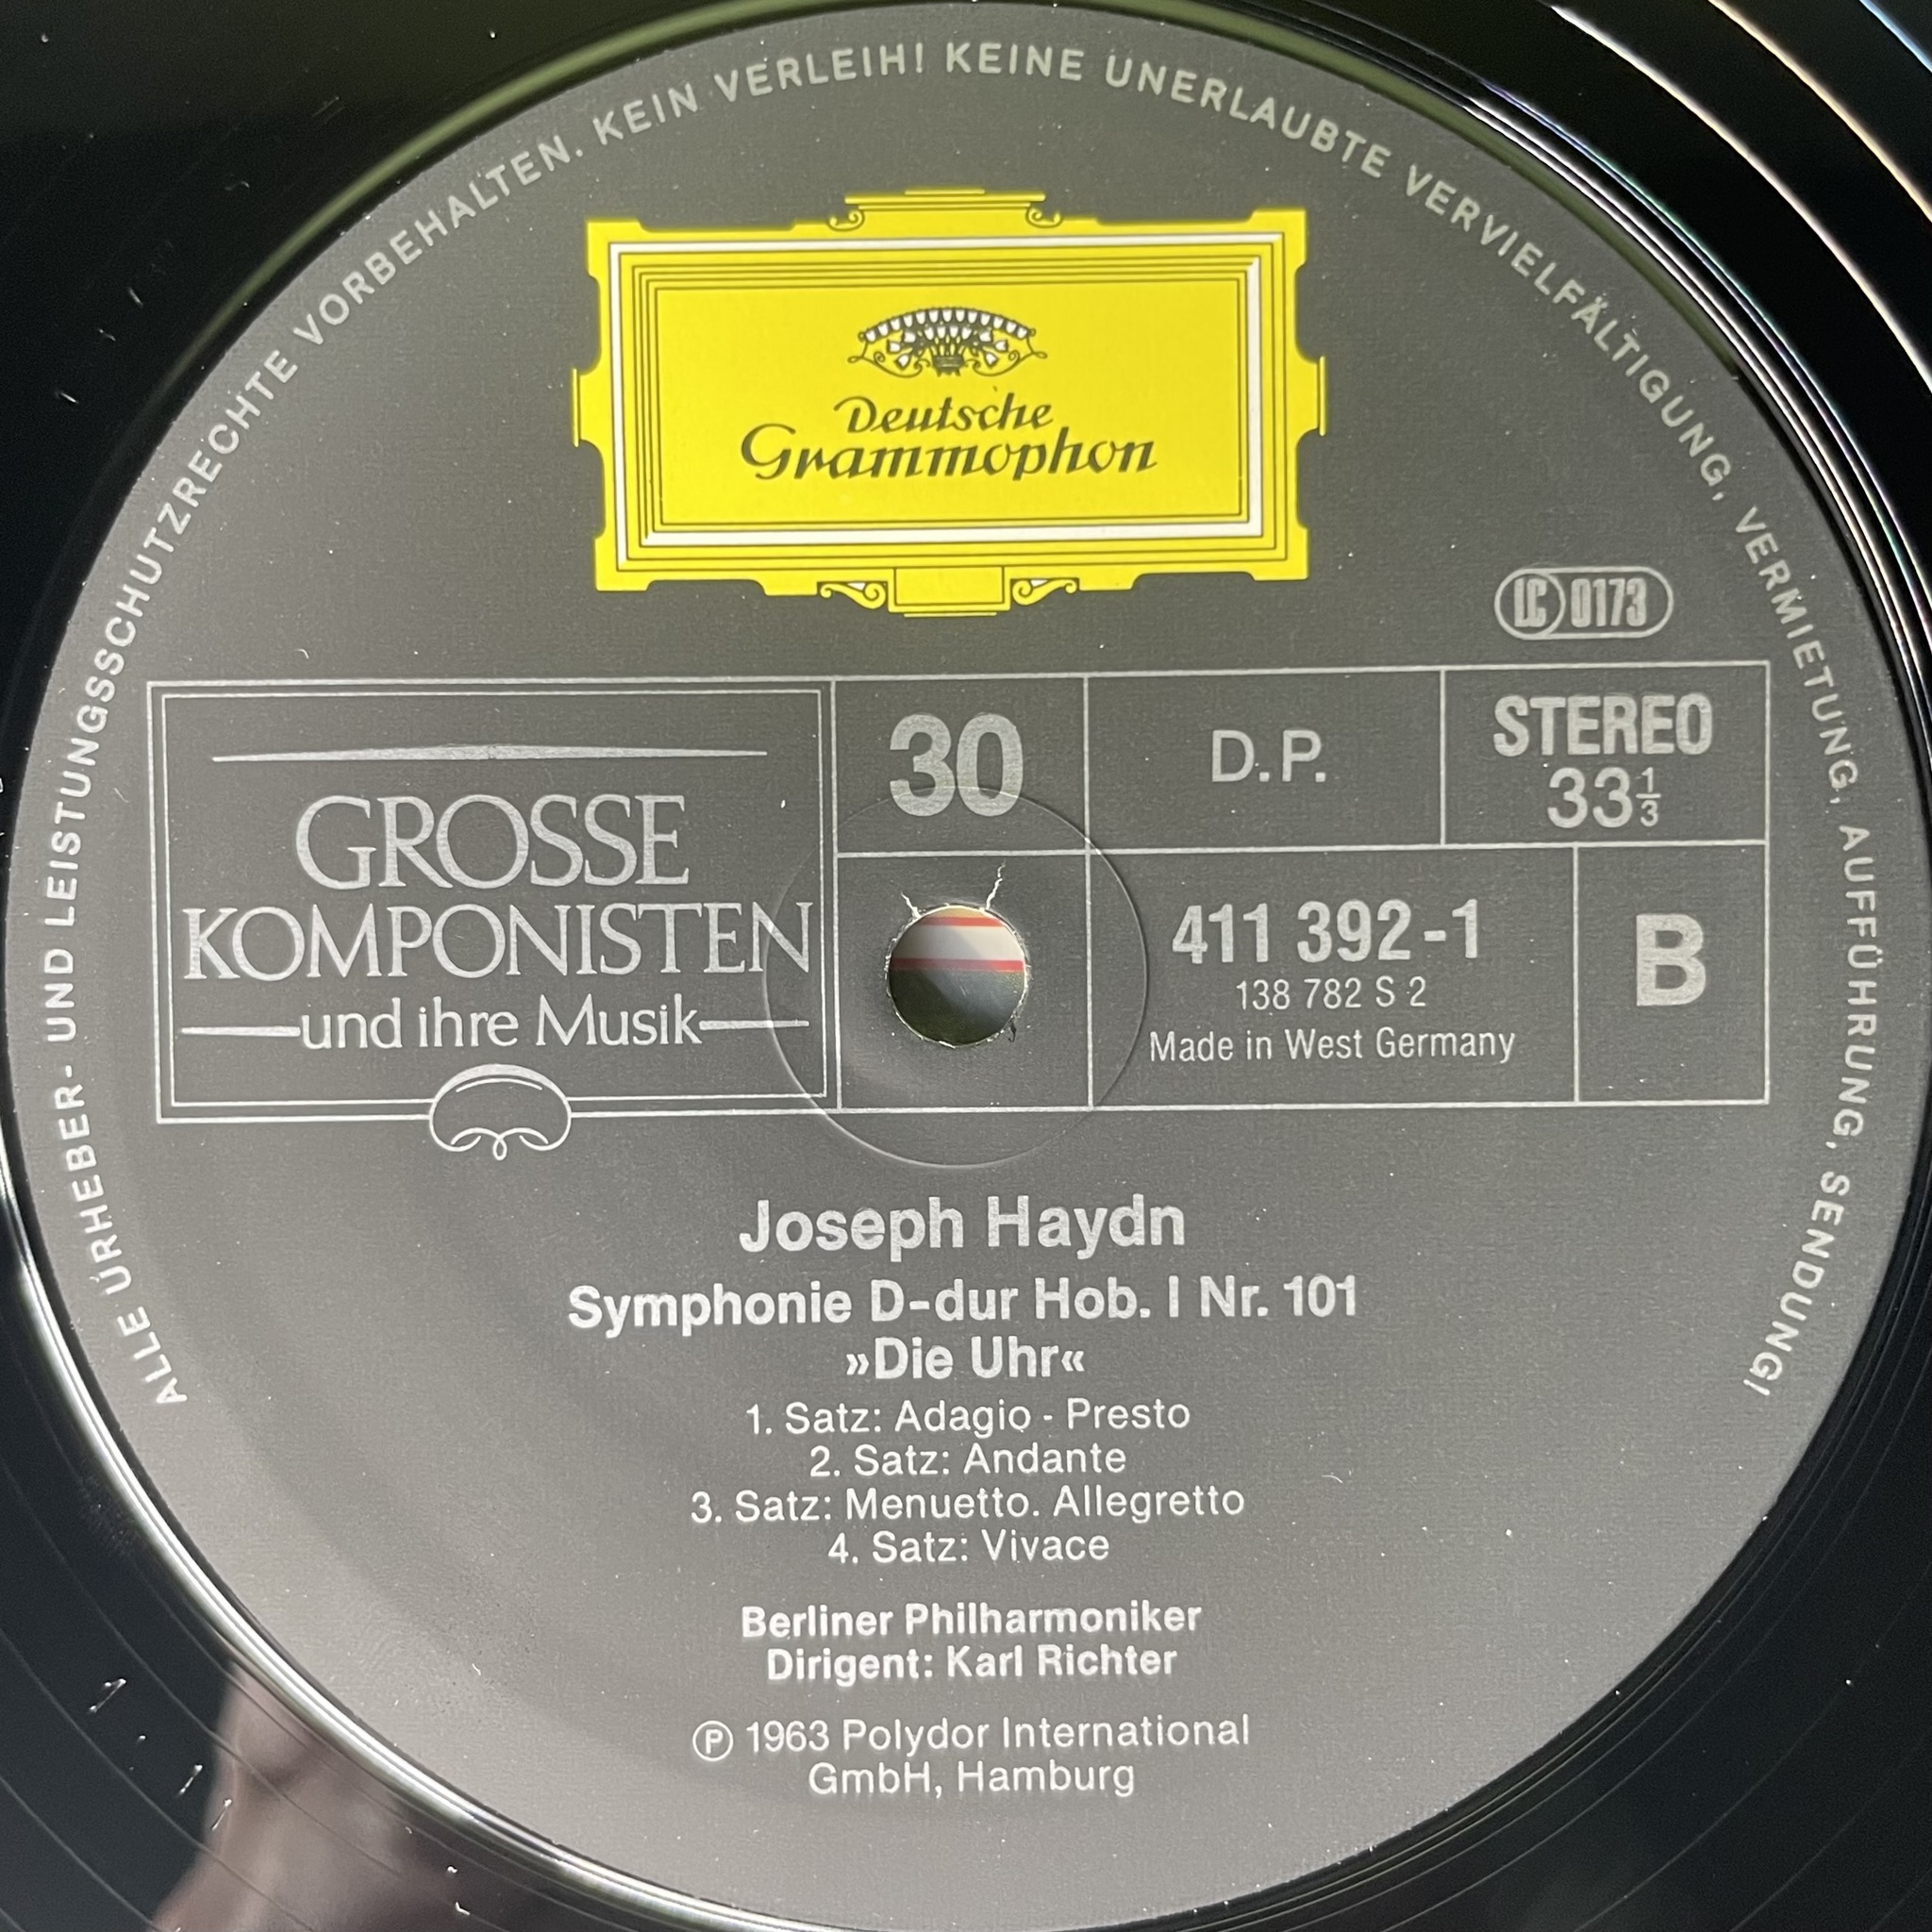 ALLE URHEBER- UND LEISTUNGSSCHUTZRECHTE VORBEHALTEN. KEIN VERLEIH! KEINE UNERLAUBTE VERVIELFÄLTIGUNG, VERMIETUNG, AUFFÜHRUNG, SENDUNG!
Deutsche
Grammophon
LC 0173
GROSSE
KOMPONISTEN
und ihre Musik
30
D.P.
STEREO
33 1/3
411 392-1
138 782 S 2
Made in West Germany
B
Joseph Haydn
Symphonie D-dur Hob. I Nr. 101
»Die Uhr«
1. Satz: Adagio - Presto
2. Satz: Andante
3. Satz: Menuetto. Allegretto
4. Satz: Vivace
Berliner Philharmoniker
Dirigent: Karl Richter
Ⓟ 1963 Polydor International
GmbH, Hamburg